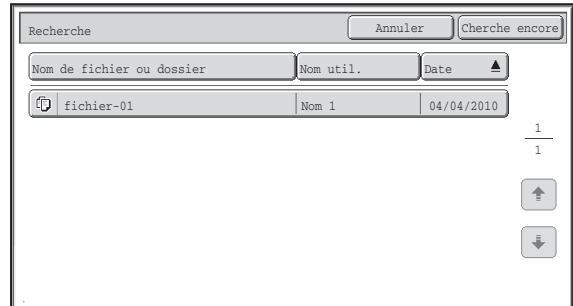 Recherche Annuler Cherche encore
Nom de fichier ou dossier Nom util. Date
fichier-01 Nom 1 04/04/2010
1
1